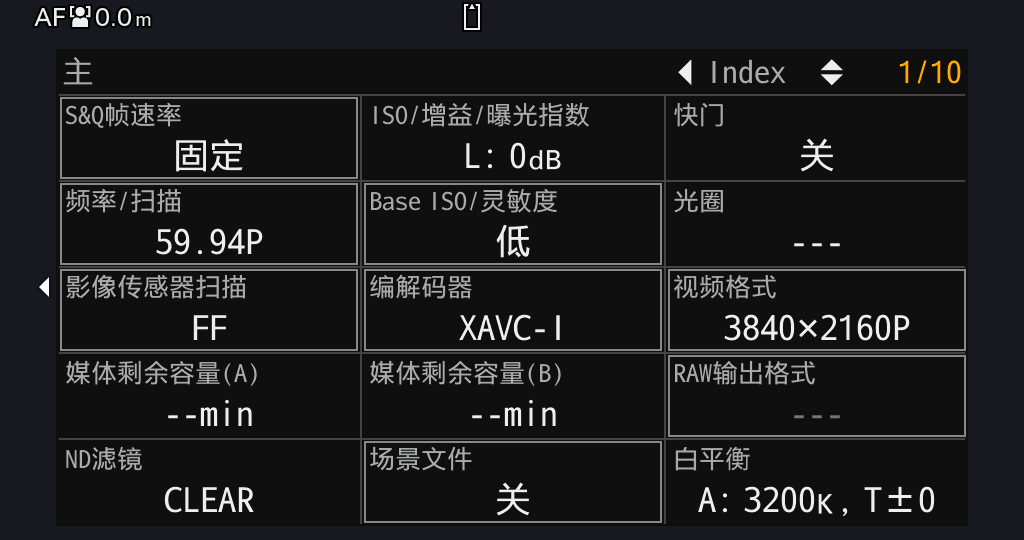 AF 0.0m
主 Index 1/10
S&Q帧速率 ISO/增益/曝光指数 快门
固定 L: 0dB 关
频率/扫描 Base ISO/灵敏度 光圈
59.94P 低 ---
影像传感器扫描 编解码器 视频格式
FF XAVC-I 3840×2160P
媒体剩余容量(A) 媒体剩余容量(B) RAW输出格式
--min --min ---
ND滤镜 场景文件 白平衡
CLEAR 关 A: 3200K, T±0